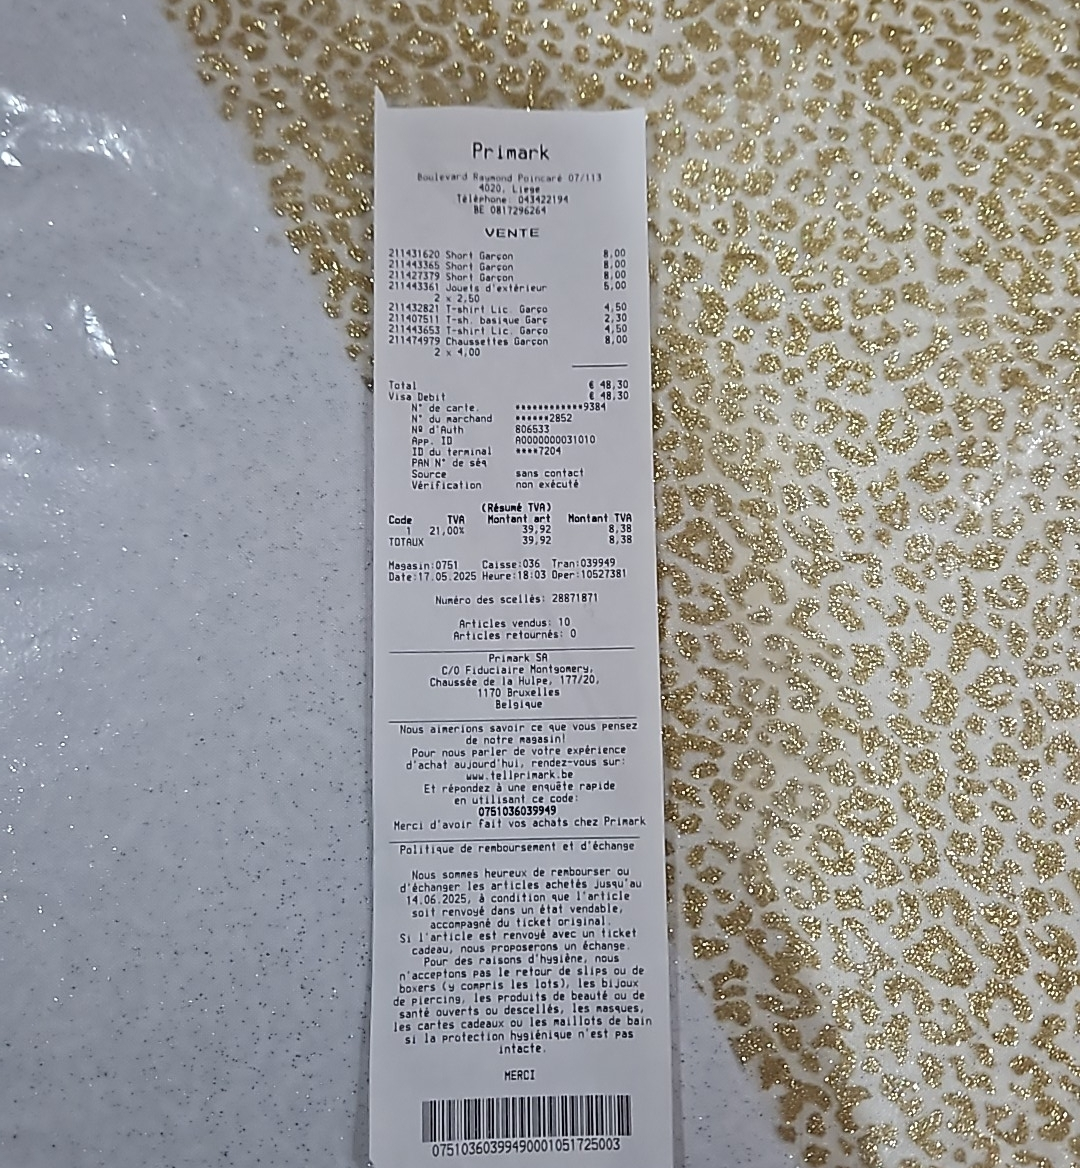 Primark
Boulevard Raymond Poincaré 07/113
4020, Liege
Téléphone: 043422194
BE 0817296264
VENTE
211431620 Short Garçon 8,00
211443365 Short Garçon 8,00
211427379 Short Garçon 8,00
211443361 Jouets d'extérieur 5,00
2 x 2,50
211432821 T-shirt Lic. Garço 4,50
211407511 T-sh. basique Garç 2,30
211443653 T-shirt Lic. Garço 4,50
211474979 Chaussettes Garçon 8,00
2 x 4,00
Total € 48,30
Visa Debit € 48,30
N° de carte. ************9384
N° du marchand ******2852
Nº d'Auth 806533
App. ID A0000000031010
ID du terminal ****7204
PAN N° de séq
Source sans contact
Vérification non exécuté
(Résumé TVA)
Code TVA Montant art Montant TVA
1 21,00% 39,92 8,38
TOTAUX 39,92 8,38
Magasin:0751 Caisse:036 Tran:039949
Date:17.05.2025 Heure:18:03 Oper:10527381
Numéro des scellés: 28871871
Articles vendus: 10
Articles retournés: 0
Primark SA
C/O Fiduciaire Montgomery,
Chaussée de la Hulpe, 177/20,
1170 Bruxelles
Belgique
Nous aimerions savoir ce que vous pensez
de notre magasin!
Pour nous parler de votre expérience
d'achat aujourd'hui, rendez-vous sur:
www.tellprimark.be
Et répondez à une enquête rapide
en utilisant ce code:
0751036039949
Merci d'avoir fait vos achats chez Primark
Politique de remboursement et d'échange
Nous sommes heureux de rembourser ou
d'échanger les articles achetés jusqu'au
14.06.2025, à condition que l'article
soit renvoyé dans un état vendable,
accompagné du ticket original.
Si l'article est renvoyé avec un ticket
cadeau, nous proposerons un échange.
Pour des raisons d'hygiène, nous
n'acceptons pas le retour de slips ou de
boxers (y compris les lots), les bijoux
de piercing, les produits de beauté ou de
santé ouverts ou descellés, les masques,
les cartes cadeaux ou les maillots de bain
si la protection hygiénique n'est pas
intacte.
MERCI
07510360399490001051725003